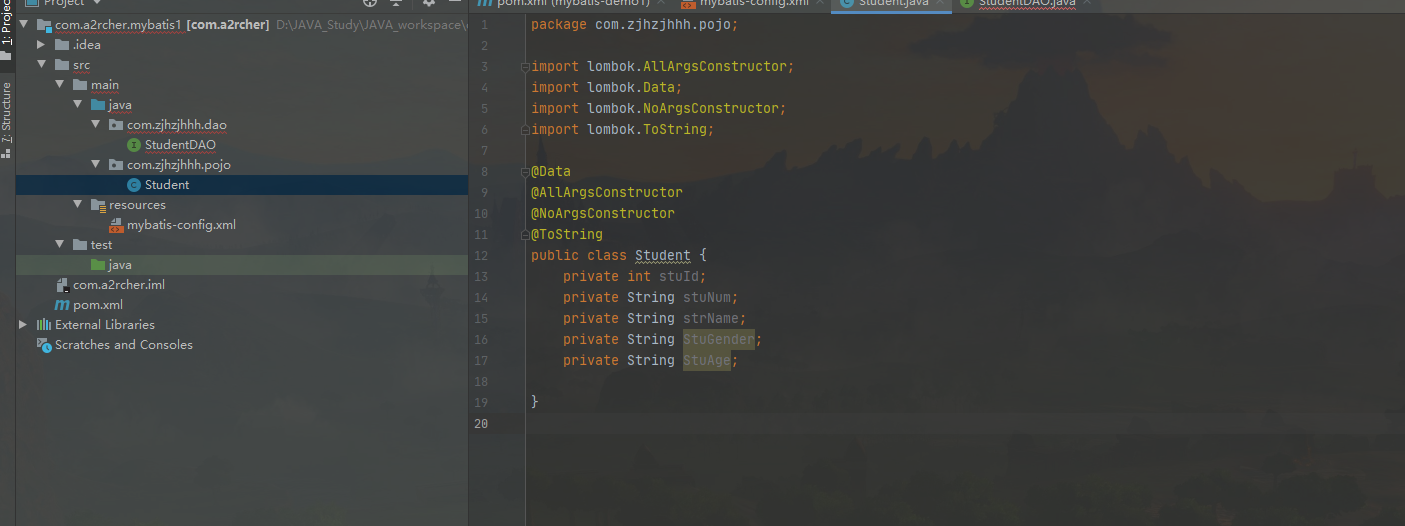 Project
pom.xml (mybatis-demo1)
mybatis-config.xml
Student.java
StudentDAO.java
1: Project
7: Structure
com.a2rcher.mybatis1 [com.a2rcher] D:\JAVA_Study\JAVA_workspace\
.idea
src
main
java
com.zjhzjhhh.dao
StudentDAO
com.zjhzjhhh.pojo
Student
resources
mybatis-config.xml
test
java
com.a2rcher.iml
pom.xml
External Libraries
Scratches and Consoles
1 package com.zjhzjhhh.pojo;
2
3 import lombok.AllArgsConstructor;
4 import lombok.Data;
5 import lombok.NoArgsConstructor;
6 import lombok.ToString;
7
8 @Data
9 @AllArgsConstructor
10 @NoArgsConstructor
11 @ToString
12 public class Student {
13 private int stuId;
14 private String stuNum;
15 private String strName;
16 private String StuGender;
17 private String StuAge;
18
19 }
20